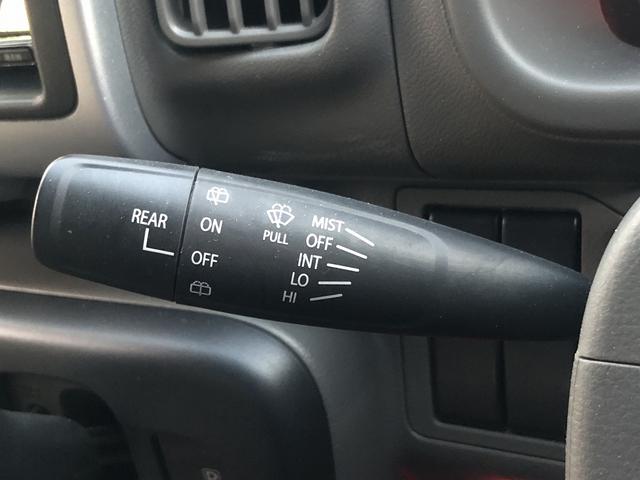 REAR
ON
OFF
PULL
MIST
OFF
INT
LO
HI